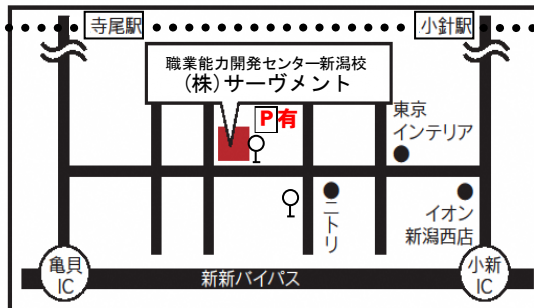 寺尾駅
小針駅
職業能力開発センター新潟校
(株)サーヴメント
P有
東京
インテリア
ニトリ
イオン
新潟西店
亀貝
IC
新新バイパス
小新
IC